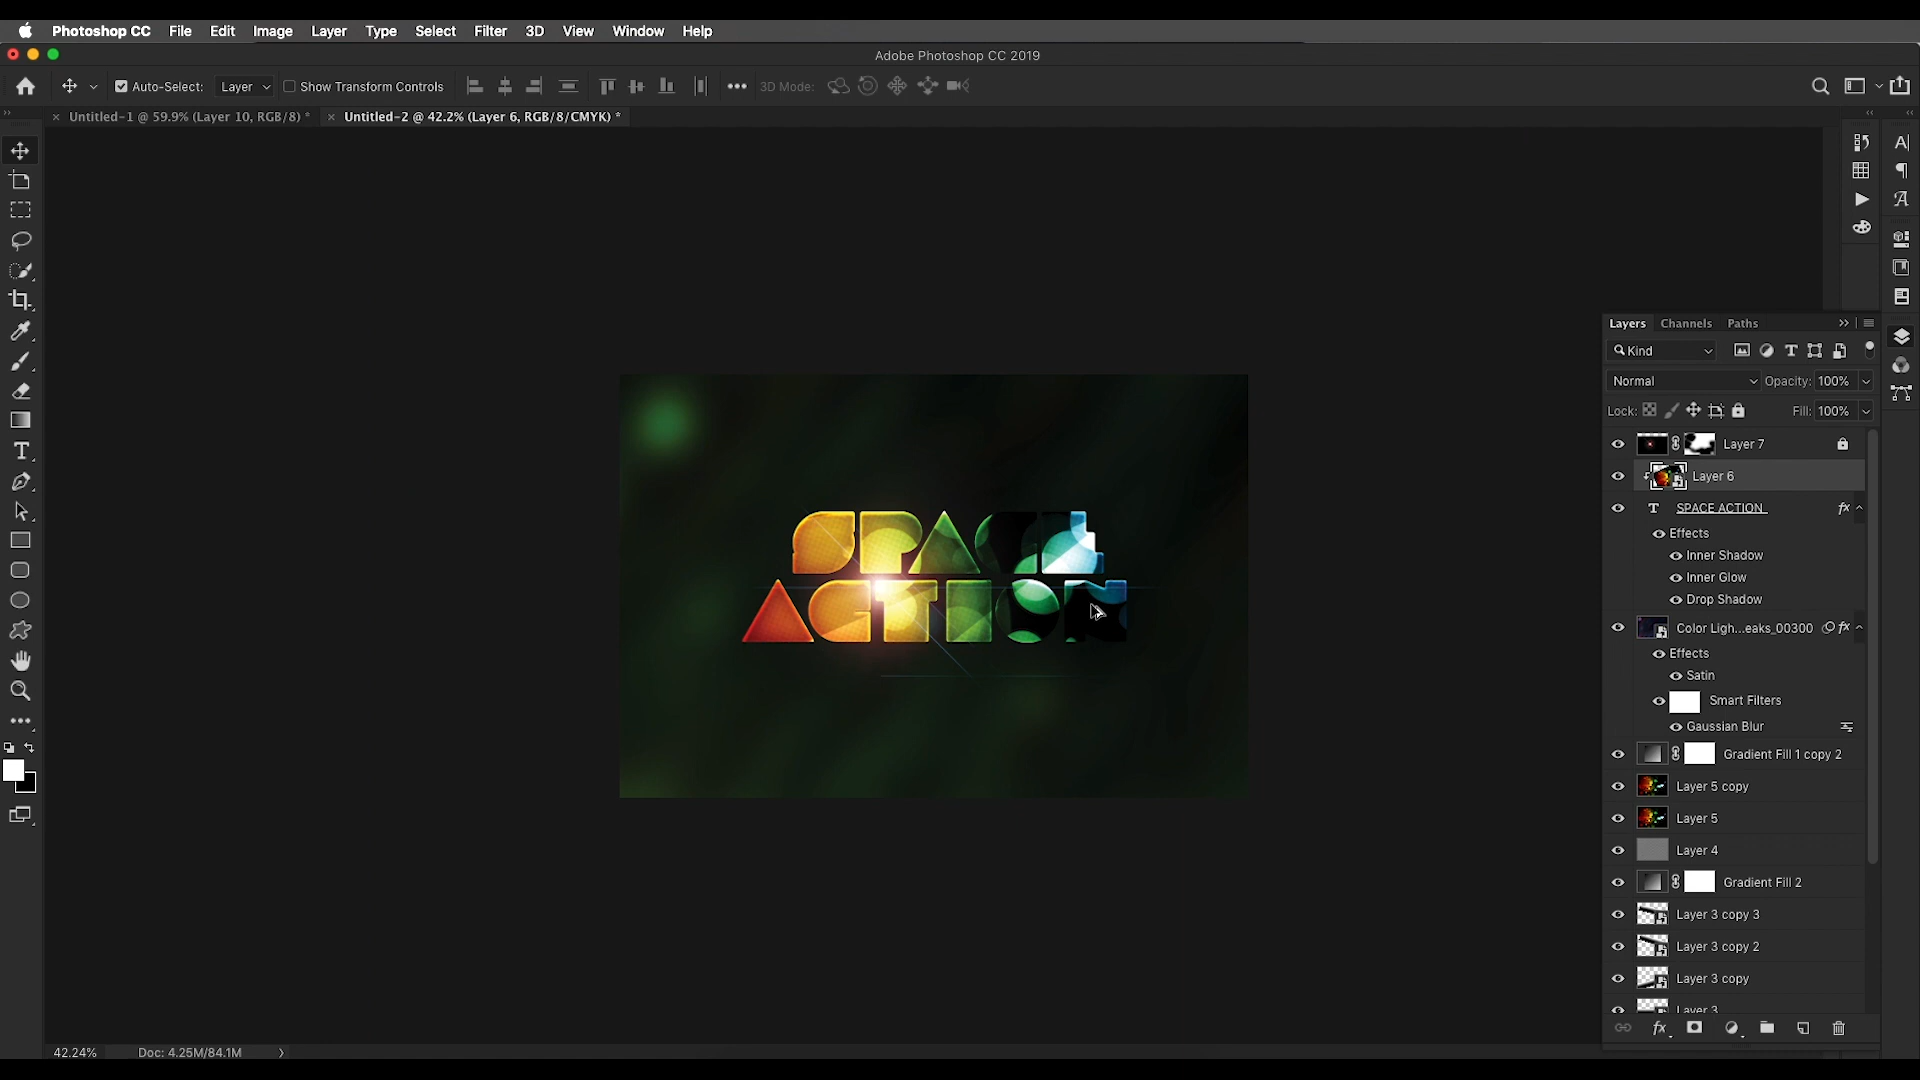 Photoshop CC File Edit Image Layer Type Select Filter 3D View Window Help
Adobe Photoshop CC 2019
Auto-Select: Layer Show Transform Controls 3D Mode:
Untitled-1 @ 59.9% (Layer 10, RGB/8) * Untitled-2 @ 42.2% (Layer 6, RGB/8/CMYK) *
Layers Channels Paths
Kind
Normal Opacity: 100%
Lock: Fill: 100%
Layer 7
Layer 6
SPACE ACTION fx
Effects
Inner Shadow
Inner Glow
Drop Shadow
Color Ligh...eaks_00300 fx
Effects
Satin
Smart Filters
Gaussian Blur
Gradient Fill 1 copy 2
Layer 5 copy
Layer 5
Layer 4
Gradient Fill 2
Layer 3 copy 3
Layer 3 copy 2
Layer 3 copy
Layer 3
fx
SPACE
ACTION
42.24% Doc: 4.25M/84.1M